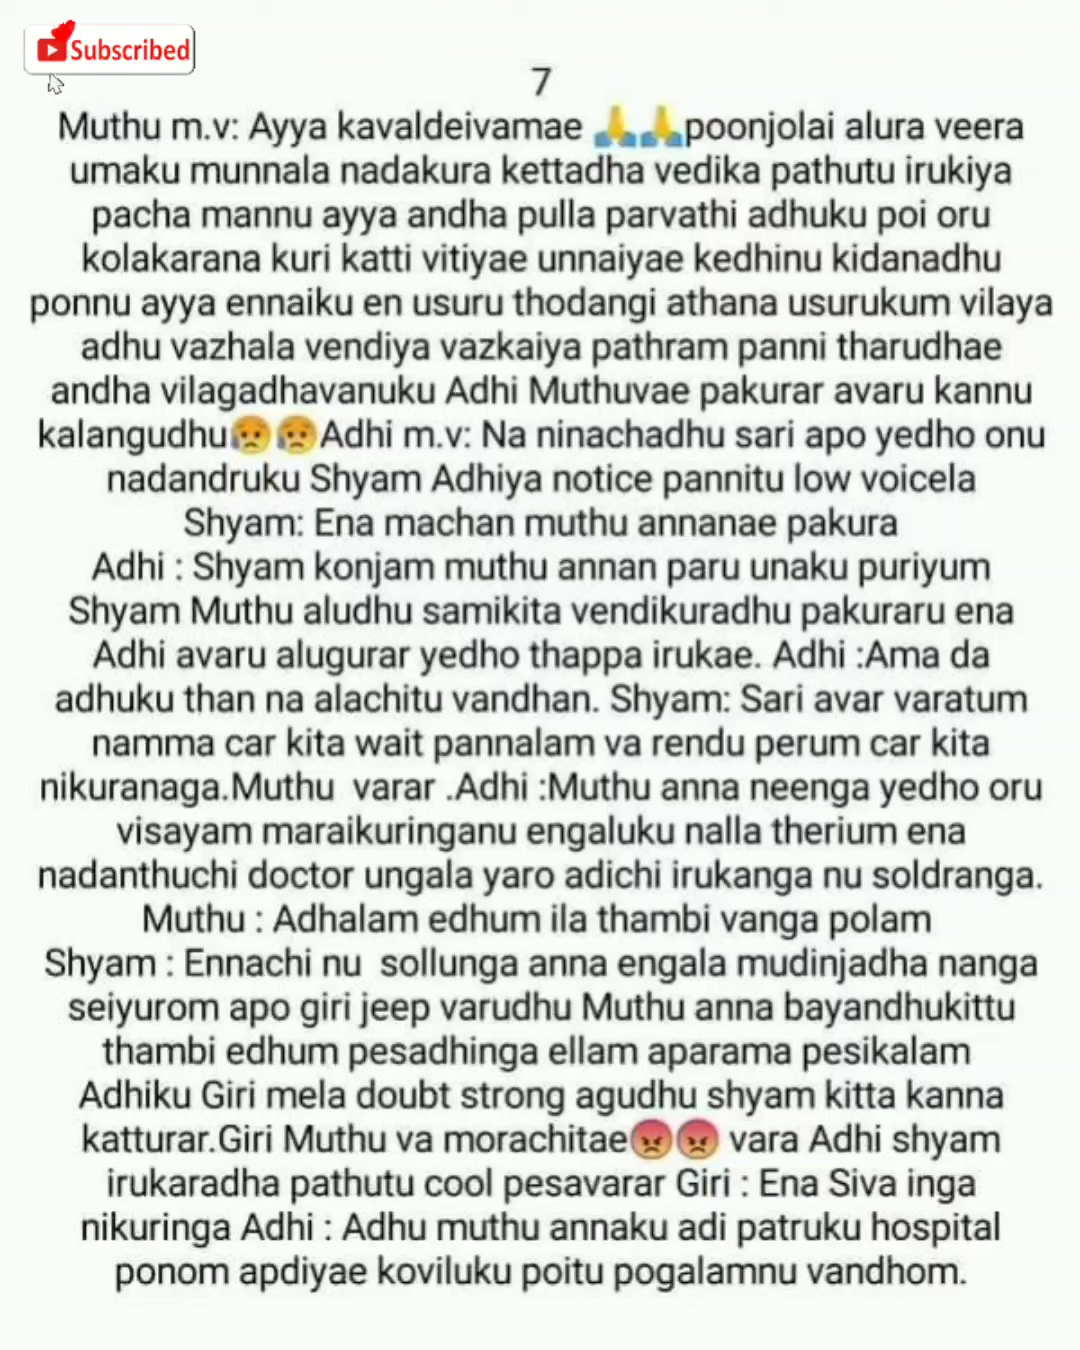 Subscribed
7
Muthu m.v: Ayya kavaldeivamae 🙏🙏poonjolai alura veera
umaku munnala nadakura kettadha vedika pathutu irukiya
pacha mannu ayya andha pulla parvathi adhuku poi oru
kolakarana kuri katti vitiyae unnaiyae kedhinu kidanadhu
ponnu ayya ennaiku en usuru thodangi athana usurukum vilaya
adhu vazhala vendiya vazkaiya pathram panni tharudhae
andha vilagadhavanuku Adhi Muthuvae pakurar avaru kannu
kalangudhu😥😥Adhi m.v: Na ninachadhu sari apo yedho onu
nadandruku Shyam Adhiya notice pannitu low voicela
Shyam: Ena machan muthu annanae pakura
Adhi : Shyam konjam muthu annan paru unaku puriyum
Shyam Muthu aludhu samikita vendikuradhu pakuraru ena
Adhi avaru alugurar yedho thappa irukae. Adhi :Ama da
adhuku than na alachitu vandhan. Shyam: Sari avar varatum
namma car kita wait pannalam va rendu perum car kita
nikuranaga.Muthu  varar .Adhi :Muthu anna neenga yedho oru
visayam maraikuringanu engaluku nalla therium ena
nadanthuchi doctor ungala yaro adichi irukanga nu soldranga.
Muthu : Adhalam edhum ila thambi vanga polam
Shyam : Ennachi nu  sollunga anna engala mudinjadha nanga
seiyurom apo giri jeep varudhu Muthu anna bayandhukittu
thambi edhum pesadhinga ellam aparama pesikalam
Adhiku Giri mela doubt strong agudhu shyam kitta kanna
katturar.Giri Muthu va morachitae😡😡 vara Adhi shyam
irukaradha pathutu cool pesavarar Giri : Ena Siva inga
nikuringa Adhi : Adhu muthu annaku adi patruku hospital
ponom apdiyae koviluku poitu pogalamnu vandhom.